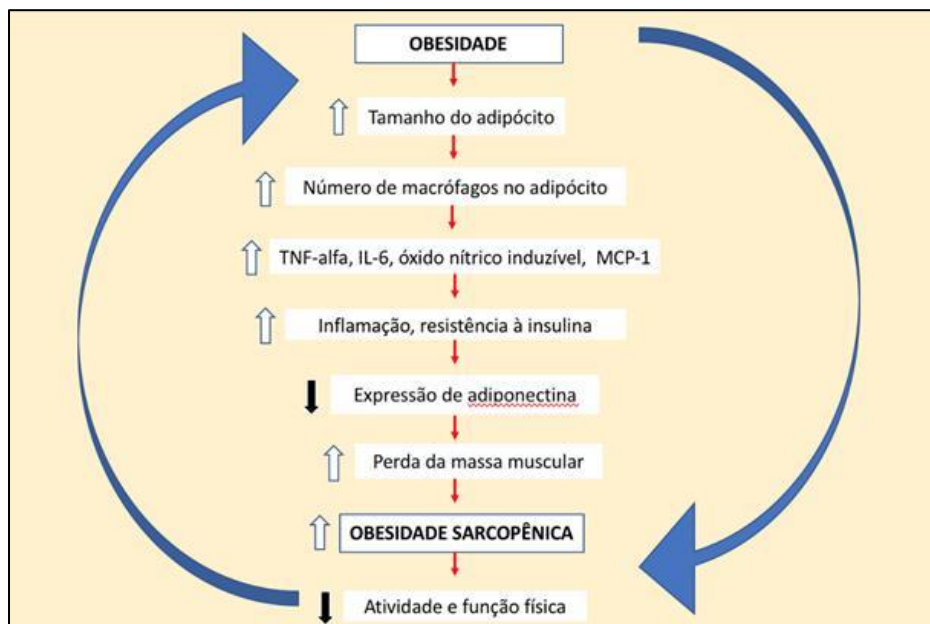 OBESIDADE
Tamanho do adipócito
Número de macrófagos no adipócito
TNF-alfa, IL-6, óxido nítrico induzível, MCP-1
Inflamação, resistência à insulina
Expressão de adiponectina
Perda da massa muscular
OBESIDADE SARCOPÊNICA
Atividade e função física